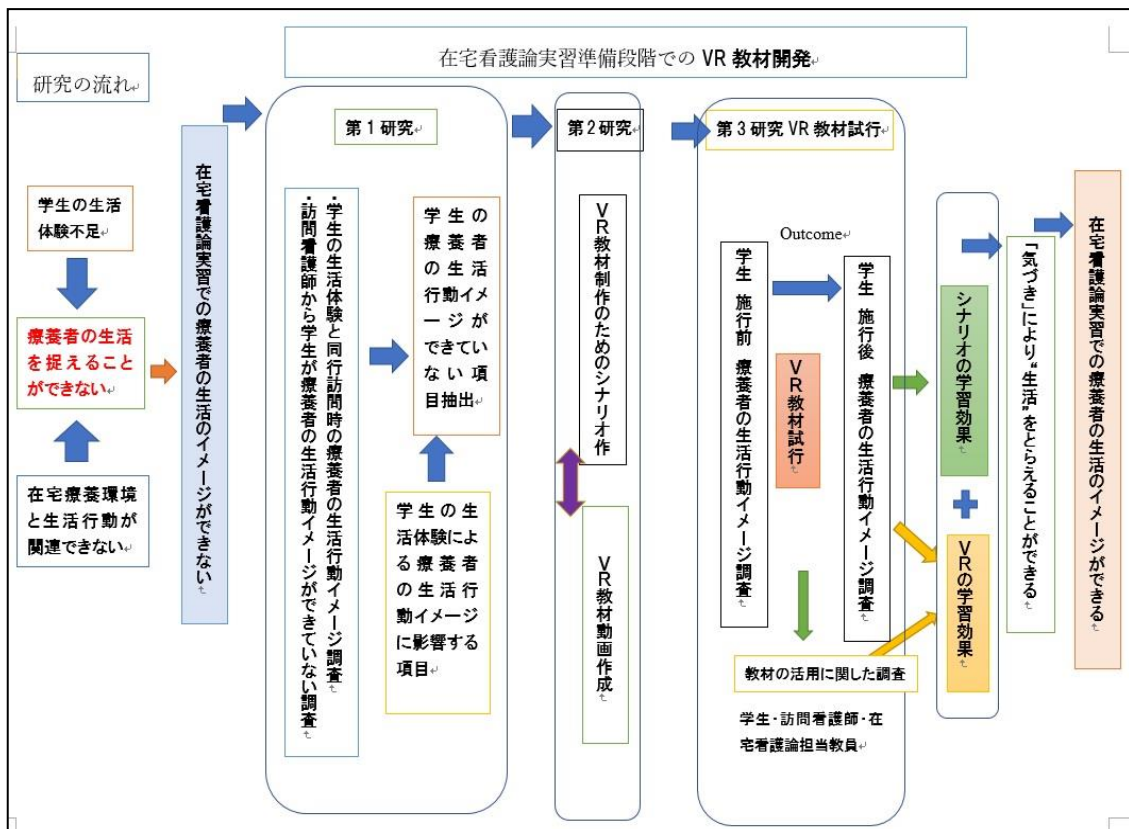 在宅看護論実習準備段階での VR 教材開発
研究の流れ
学生の生活
体験不足
療養者の生活
を捉えること
ができない
在宅療養環境
と生活行動が
関連できない
在宅看護論実習での療養者の生活のイメージができない
第1研究
・学生の生活体験と同行訪問時の療養者の生活行動イメージ調査
・訪問看護師から学生が療養者の生活行動イメージができていない調査
学生の
療養者
の生活
行動イメ
ージが
できてい
ない項
目抽出
学生の生
活体験によ
る療養者
の生活行
動イメージ
に影響する
項目
第2研究
VR教材制作のためのシナリオ作
VR教材動画作成
第3研究 VR 教材試行
Outcome
学生 施行前 療養者の生活行動イメージ調査
VR教材試行
学生 施行後 療養者の生活行動イメージ調査
教材の活用に関した調査
学生・訪問看護師・在
宅看護論担当教員
シナリオの学習効果
VRの学習効果
「気づき」により“生活”をとらえることができる
在宅看護論実習での療養者の生活のイメージができる